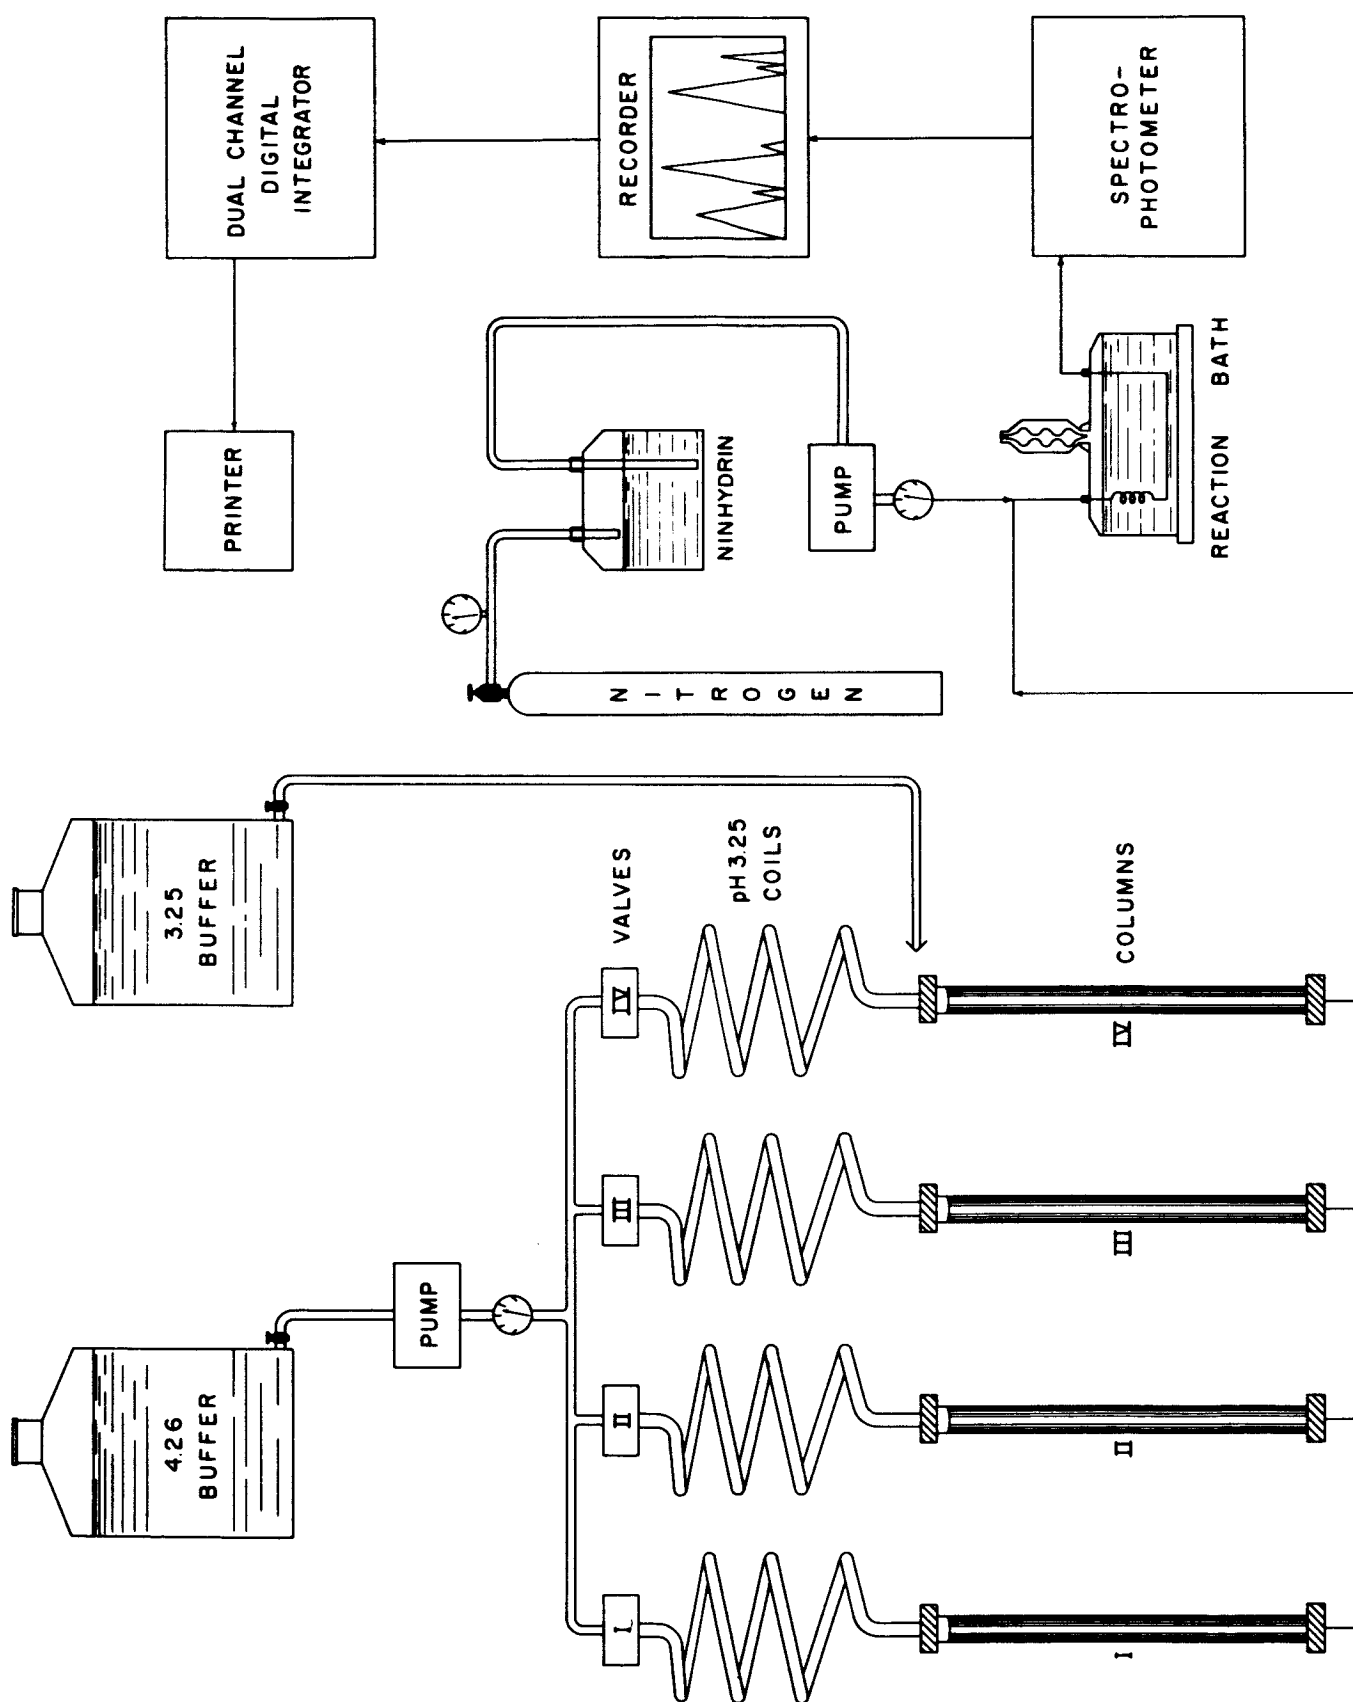 4.26
BUFFER
3.25
BUFFER
PUMP
VALVES
I
II
III
IV
pH 3.25
COILS
COLUMNS
I
II
III
IV
NITROGEN
NINHYDRIN
PUMP
REACTION BATH
SPECTRO-
PHOTOMETER
RECORDER
DUAL CHANNEL
DIGITAL
INTEGRATOR
PRINTER